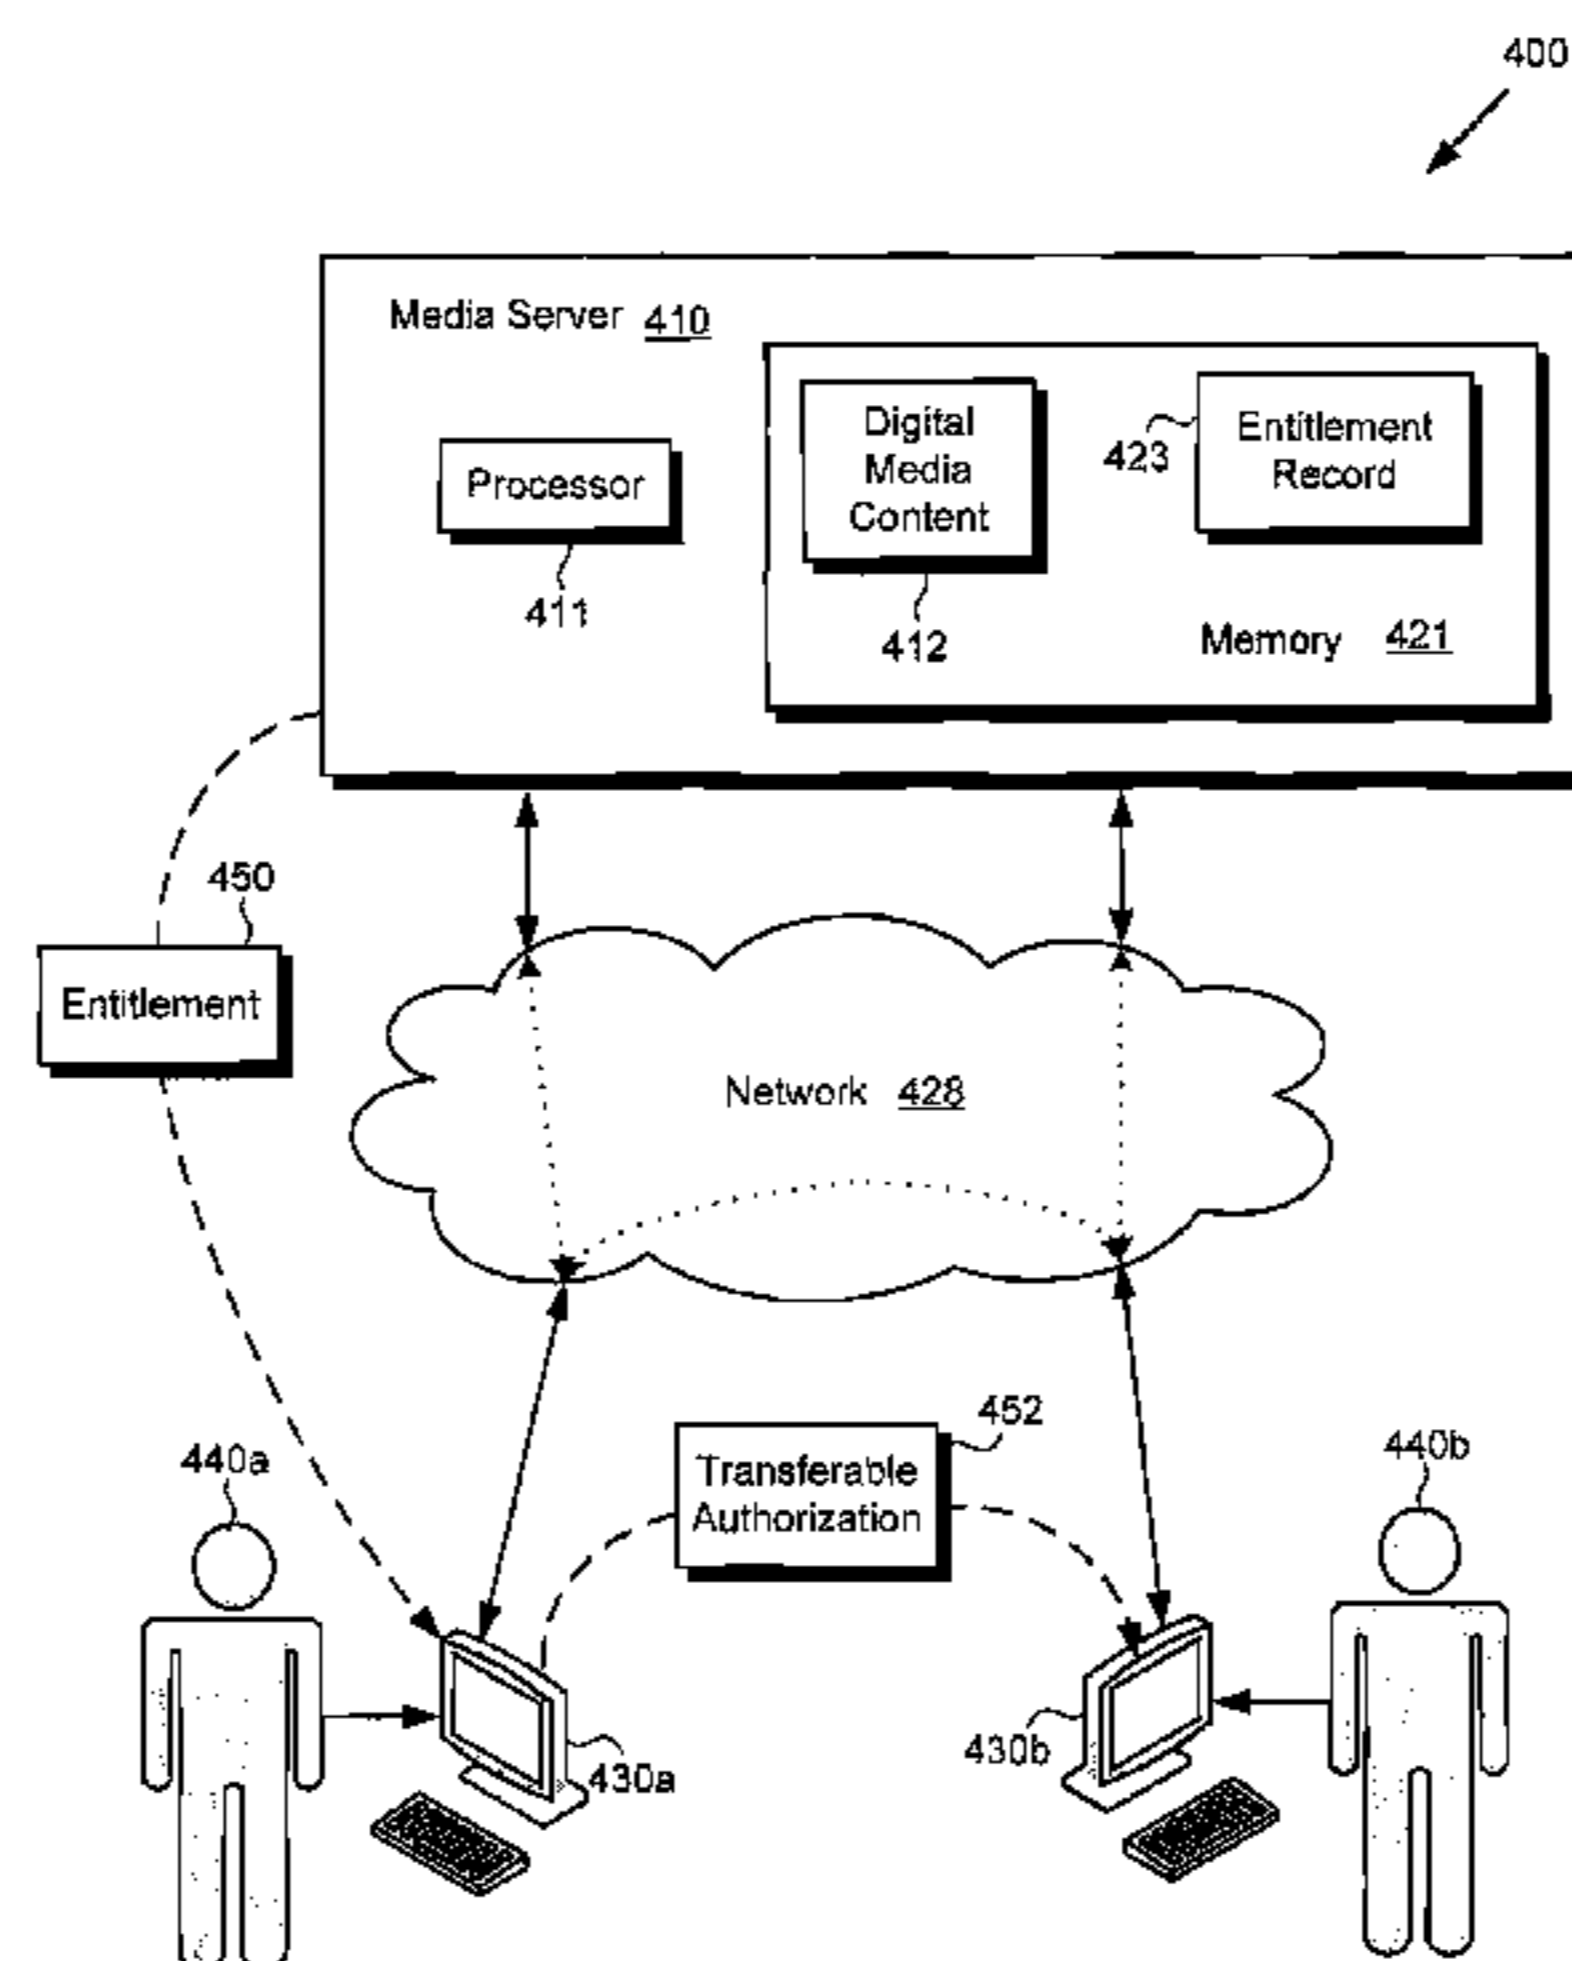 400
Media Server 410
Digital
Media
Content
423
Entitlement
Record
Processor
411
412
Memory 421
450
Entitlement
Network 428
452
440a
440b
Transferable
Authorization
430a
430b